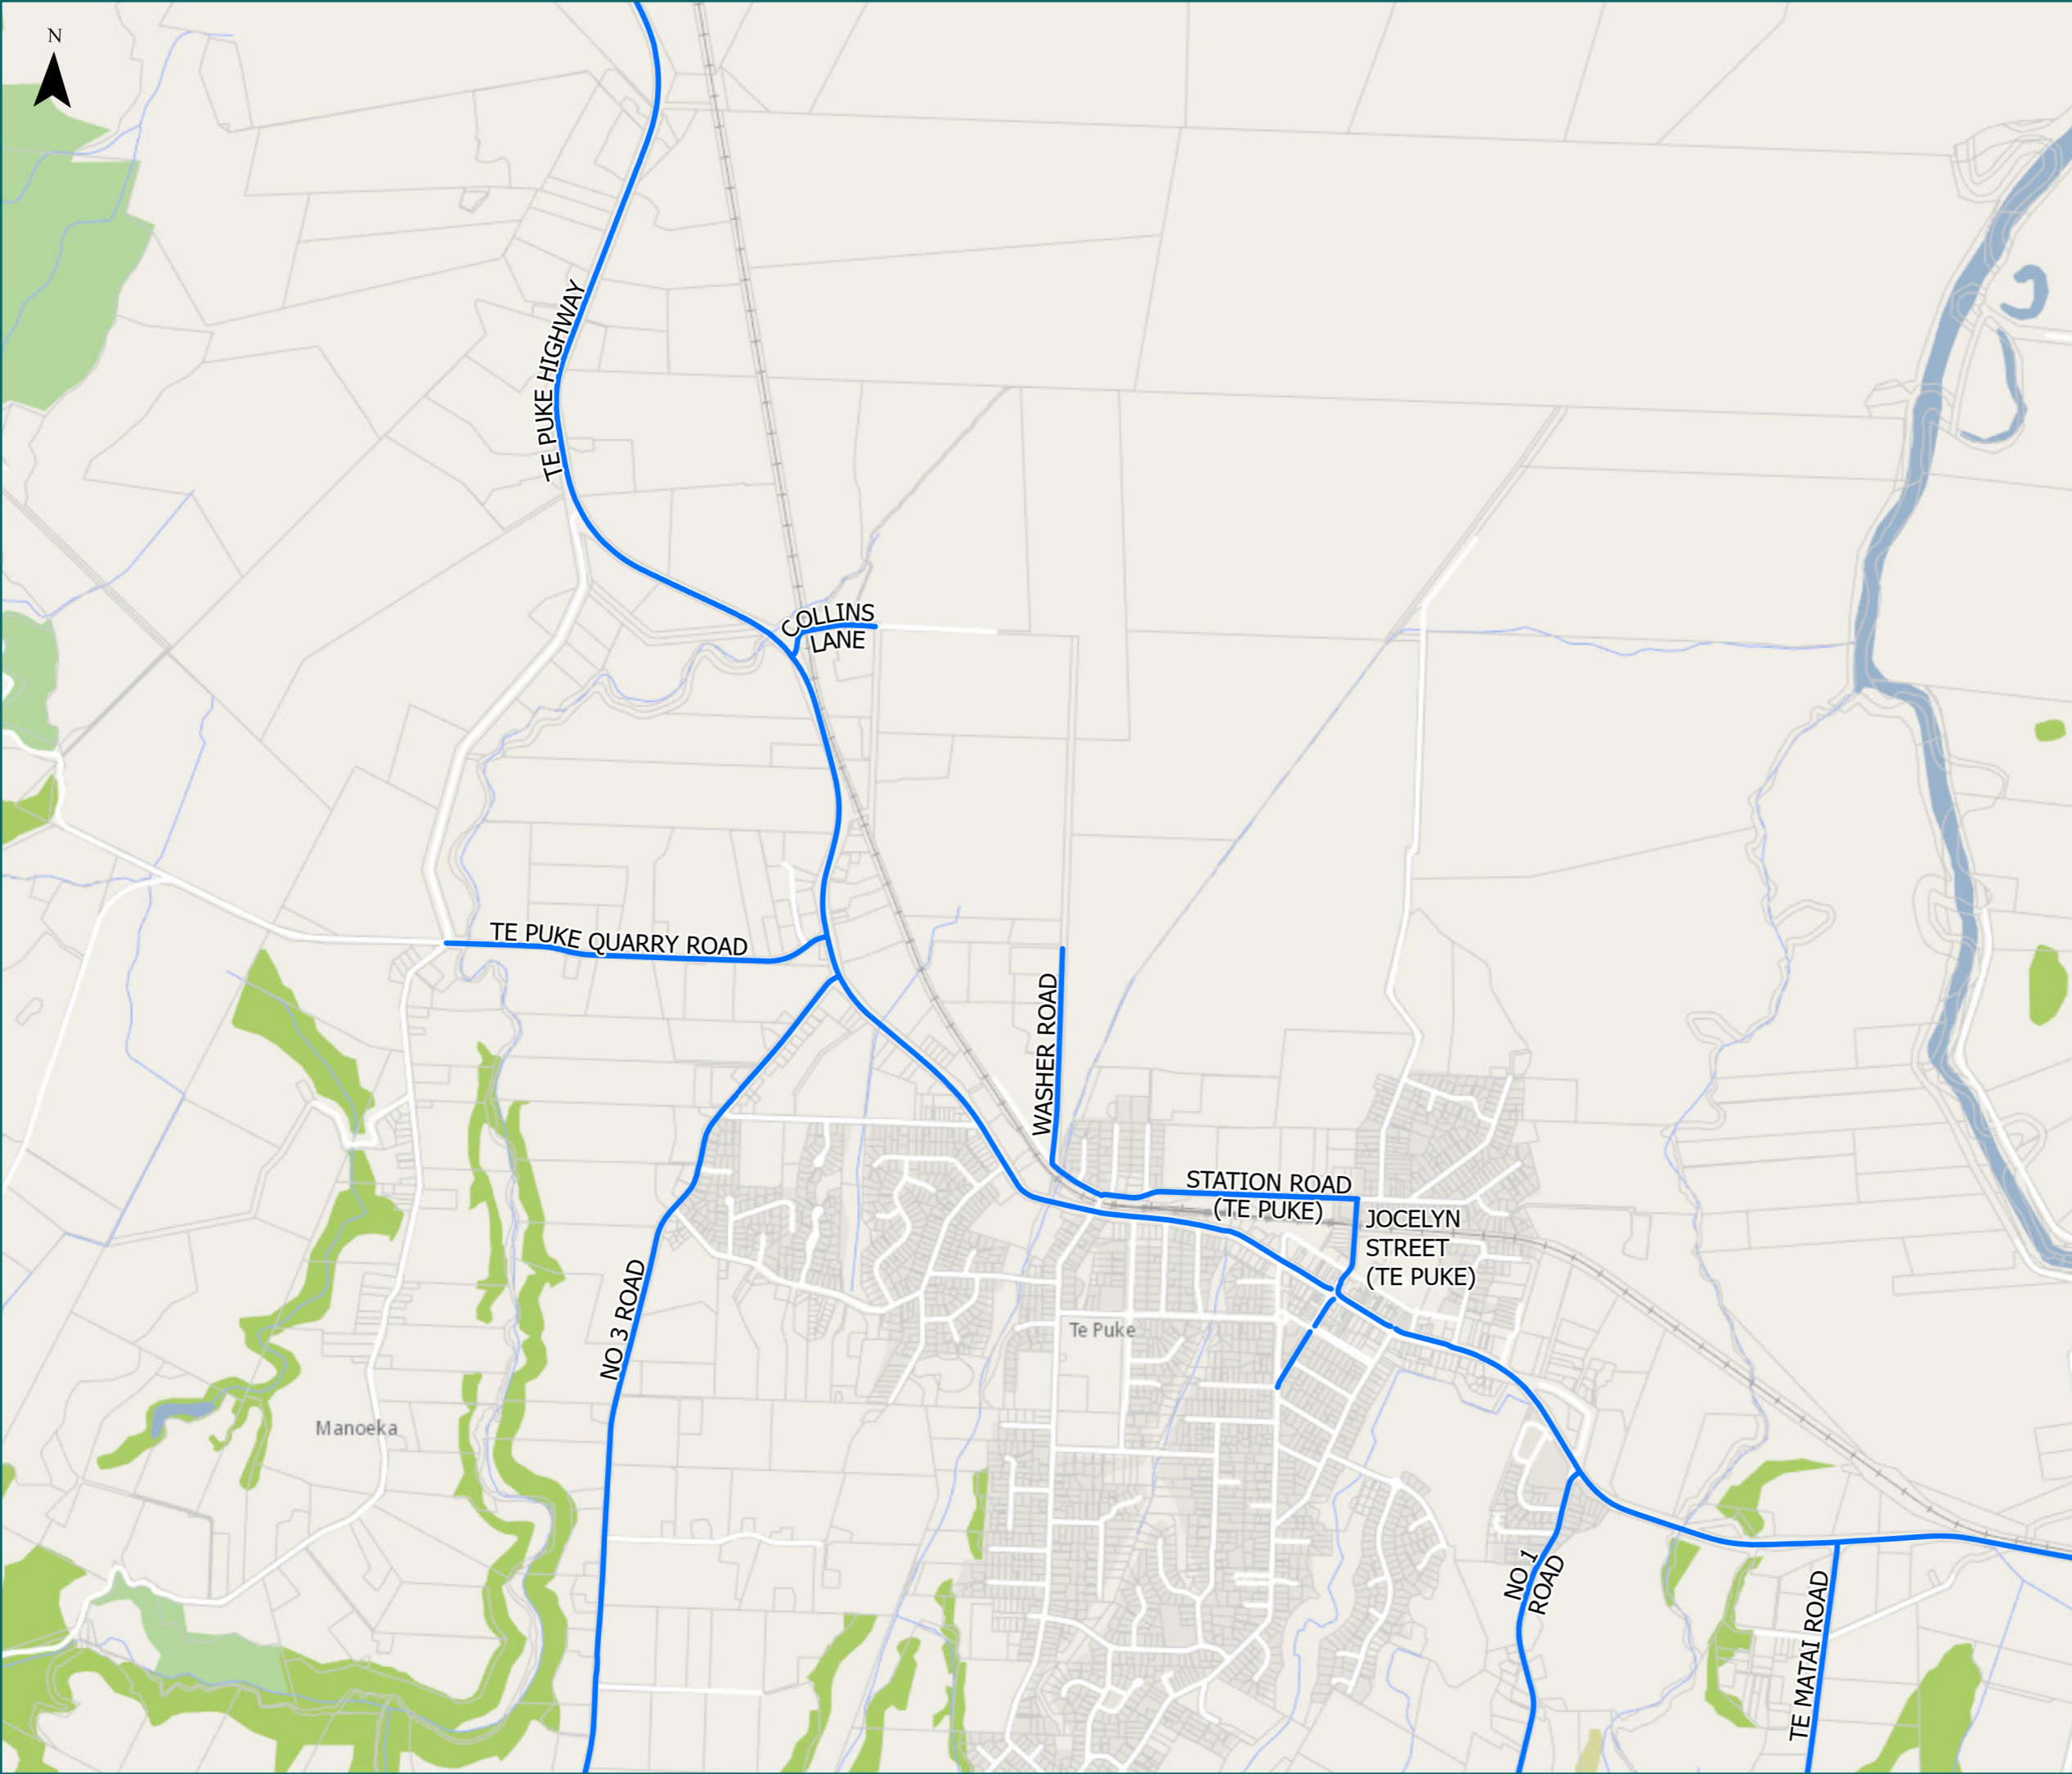 N
TE PUKE HIGHWAY
COLLINS
LANE
TE PUKE QUARRY ROAD
WASHER ROAD
STATION ROAD
(TE PUKE)
JOCELYN
STREET
(TE PUKE)
NO 3 ROAD
Te Puke
Manoeka
NO 1
ROAD
TE MATAI ROAD